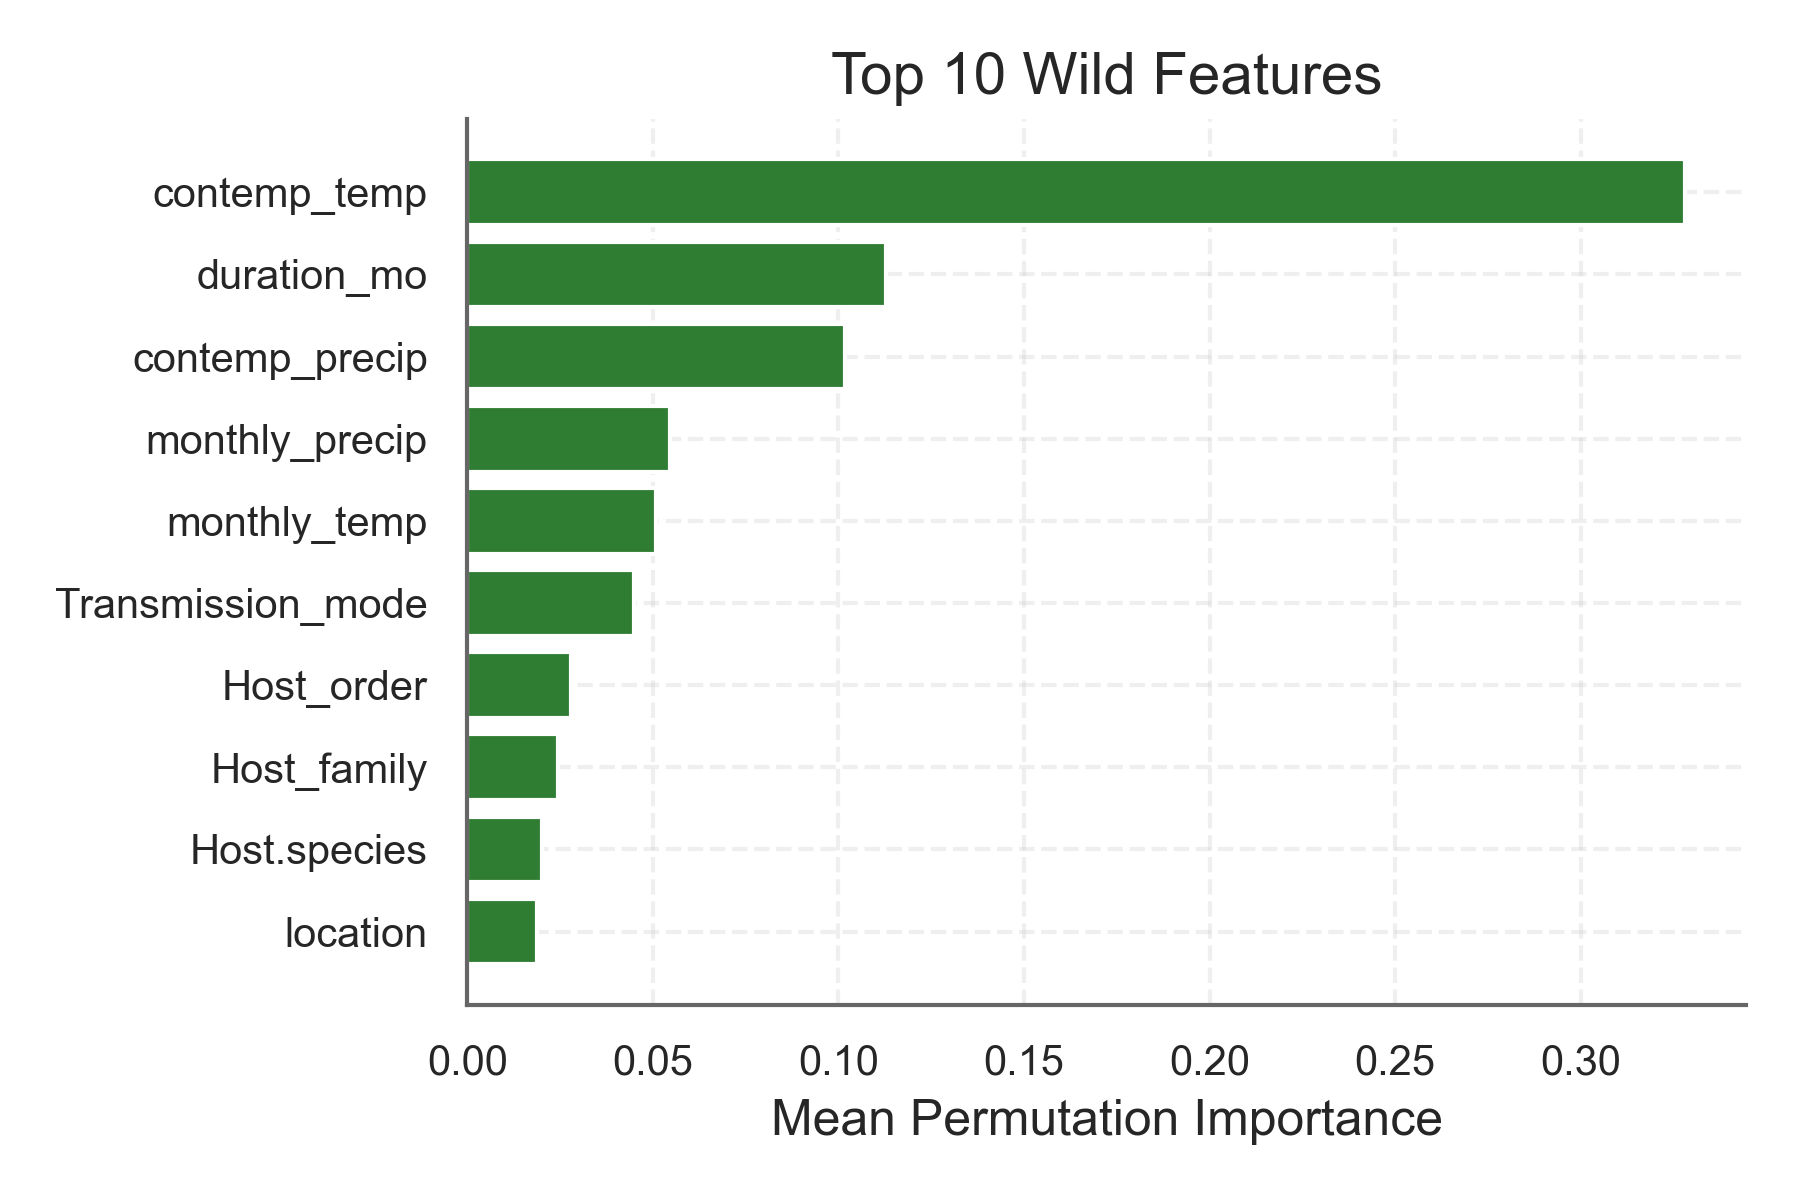 Top 10 Wild Features
contemp_temp
duration_mo
contemp_precip
monthly_precip
monthly_temp
Transmission_mode
Host_order
Host_family
Host.species
location
0.00 0.05 0.10 0.15 0.20 0.25 0.30
Mean Permutation Importance